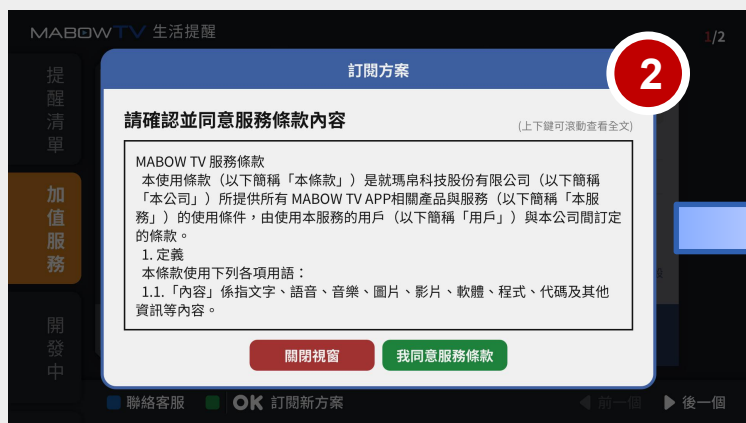 MABOWTV 生活提醒
1/2
訂閱方案
2
提醒清單
請確認並同意服務條款內容
(上下鍵可滾動查看全文)
MABOW TV 服務條款
本使用條款（以下簡稱「本條款」）是就瑪帛科技股份有限公司（以下簡稱
「本公司」）所提供所有 MABOW TV APP相關產品與服務（以下簡稱「本服
務」）的使用條件，由使用本服務的用戶（以下簡稱「用戶」）與本公司間訂定
的條款。
1. 定義
本條款使用下列各項用語：
1.1.「內容」係指文字、語音、音樂、圖片、影片、軟體、程式、代碼及其他
資訊等內容。
加值服務
開發中
關閉視窗
我同意服務條款
聯絡客服
OK 訂閱新方案
前一個
後一個